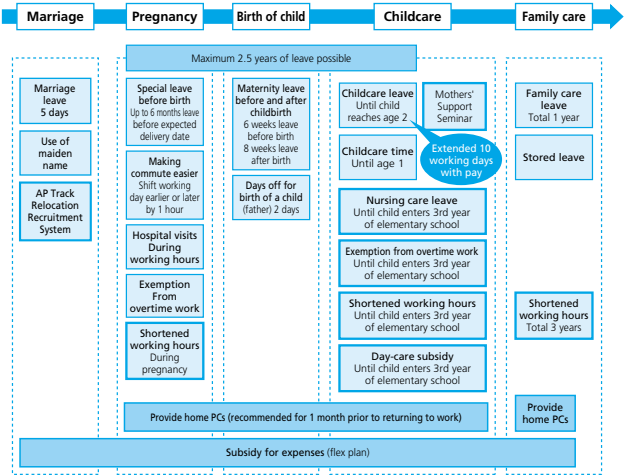 Marriage
Pregnancy
Birth of child
Childcare
Family care
Maximum 2.5 years of leave possible
Marriage
leave
5 days
Use of
maiden
name
AP Track
Relocation
Recruitment
System
Special leave
before birth
Up to 6 months leave
before expected
delivery date
Making
commute easier
Shift working
day earlier or later
by 1 hour
Hospital visits
During
working hours
Exemption
From
overtime work
Shortened
working hours
During
pregnancy
Maternity leave
before and after
childbirth
6 weeks leave
before birth
8 weeks leave
after birth
Days off for
birth of a child
(father) 2 days
Childcare leave
Until child
reaches age 2
Mothers'
Support
Seminar
Childcare time
Until age 1
Extended 10
working days
with pay
Nursing care leave
Until child enters 3rd year
of elementary school
Exemption from overtime work
Until child enters 3rd year
of elementary school
Shortened working hours
Until child enters 3rd year
of elementary school
Day-care subsidy
Until child enters 3rd year
of elementary school
Family care
leave
Total 1 year
Stored leave
Shortened
working hours
Total 3 years
Provide home PCs (recommended for 1 month prior to returning to work)
Provide
home PCs
Subsidy for expenses (flex plan)